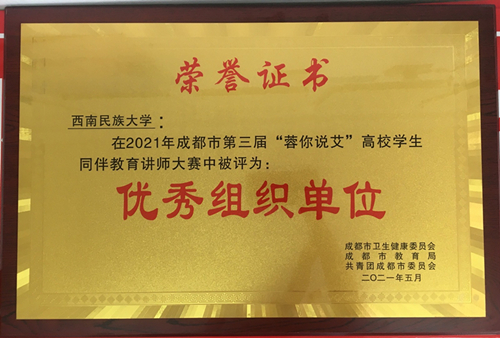 荣誉证书
西南民族大学：
在2021年成都市第三届“蓉你说艾”高校学生
同伴教育讲师大赛中被评为：
优秀组织单位
成都市卫生健康委员会
成都市教育局
共青团成都市委员会
二〇二一年五月